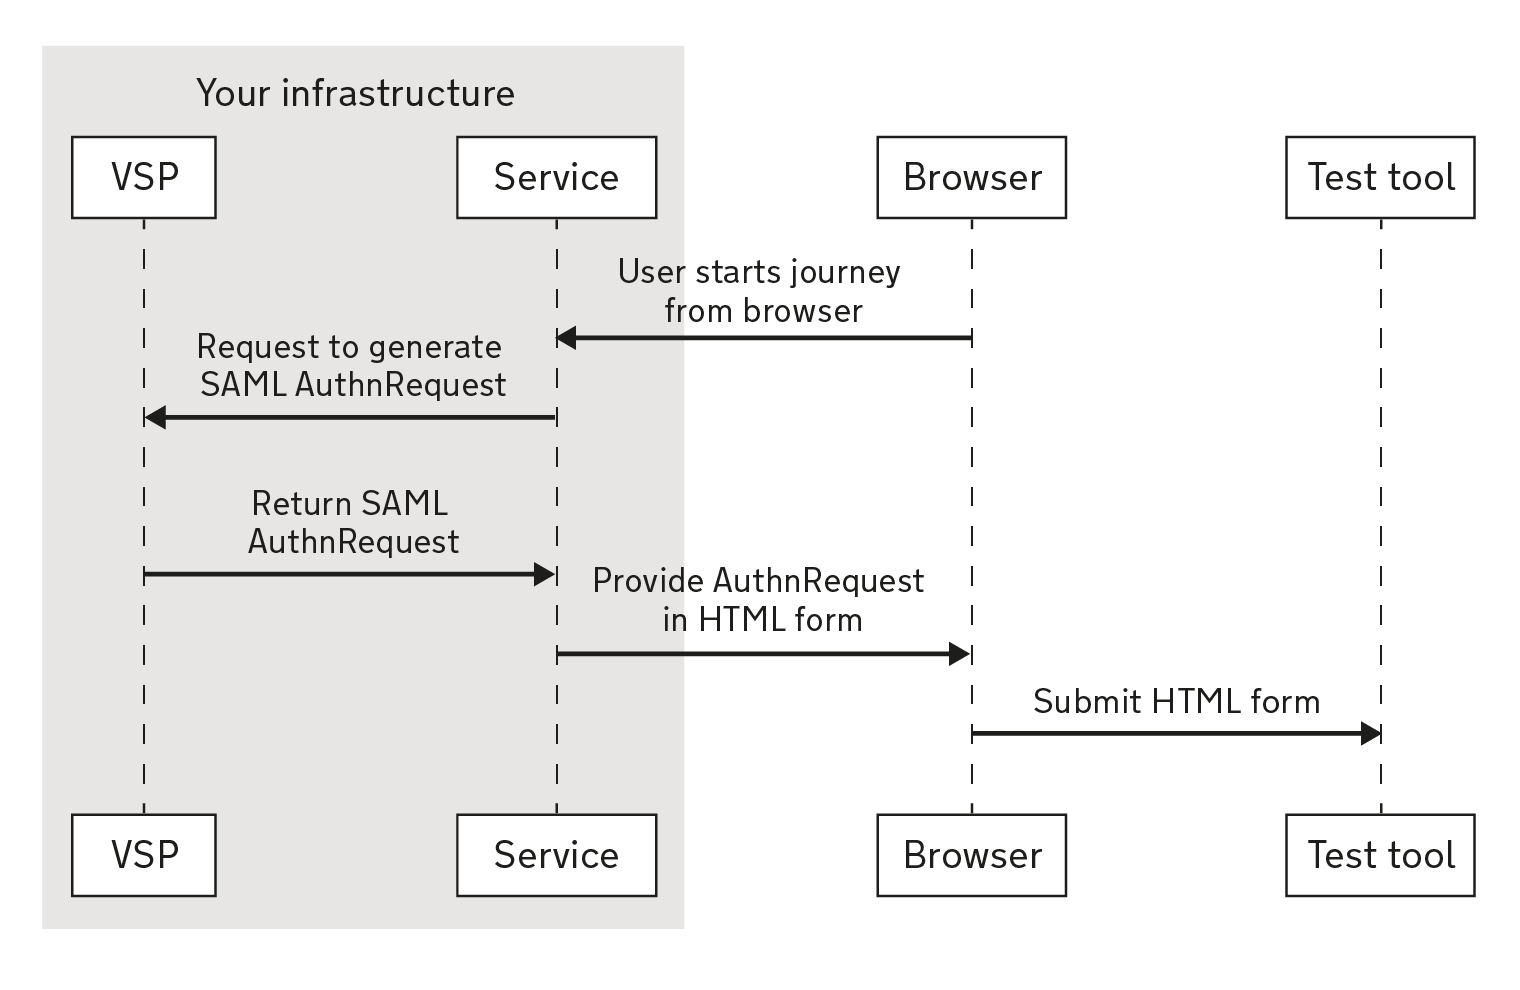 Your infrastructure
VSP
Service
Browser
Test tool
User starts journey
from browser
Request to generate
SAML AuthnRequest
Return SAML
AuthnRequest
Provide AuthnRequest
in HTML form
Submit HTML form
VSP
Service
Browser
Test tool